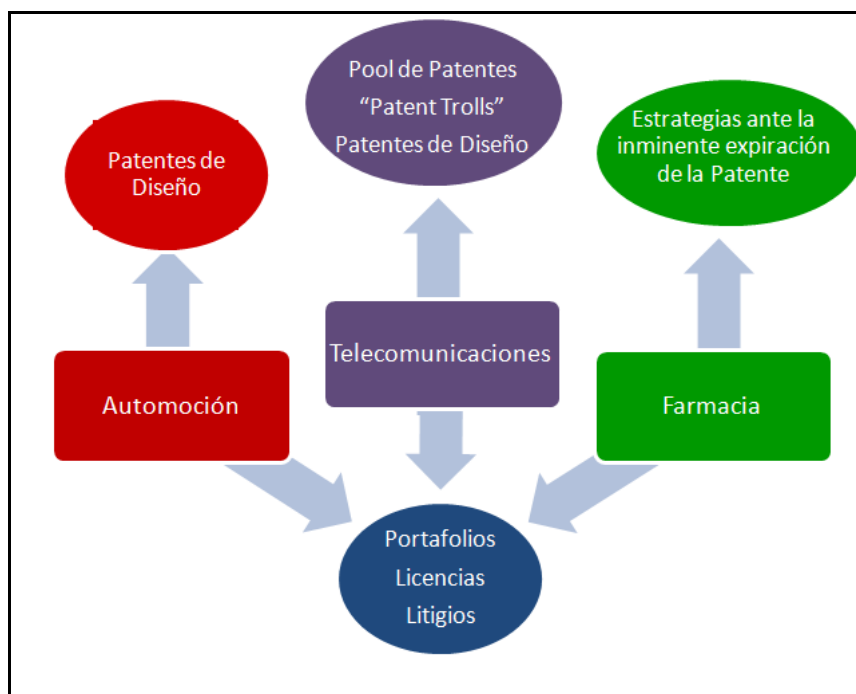 Pool de Patentes
“Patent Trolls”
Patentes de Diseño
Patentes de
Diseño
Estrategias ante la
inminente expiración
de la Patente
Automoción
Telecomunicaciones
Farmacia
Portafolios
Licencias
Litigios